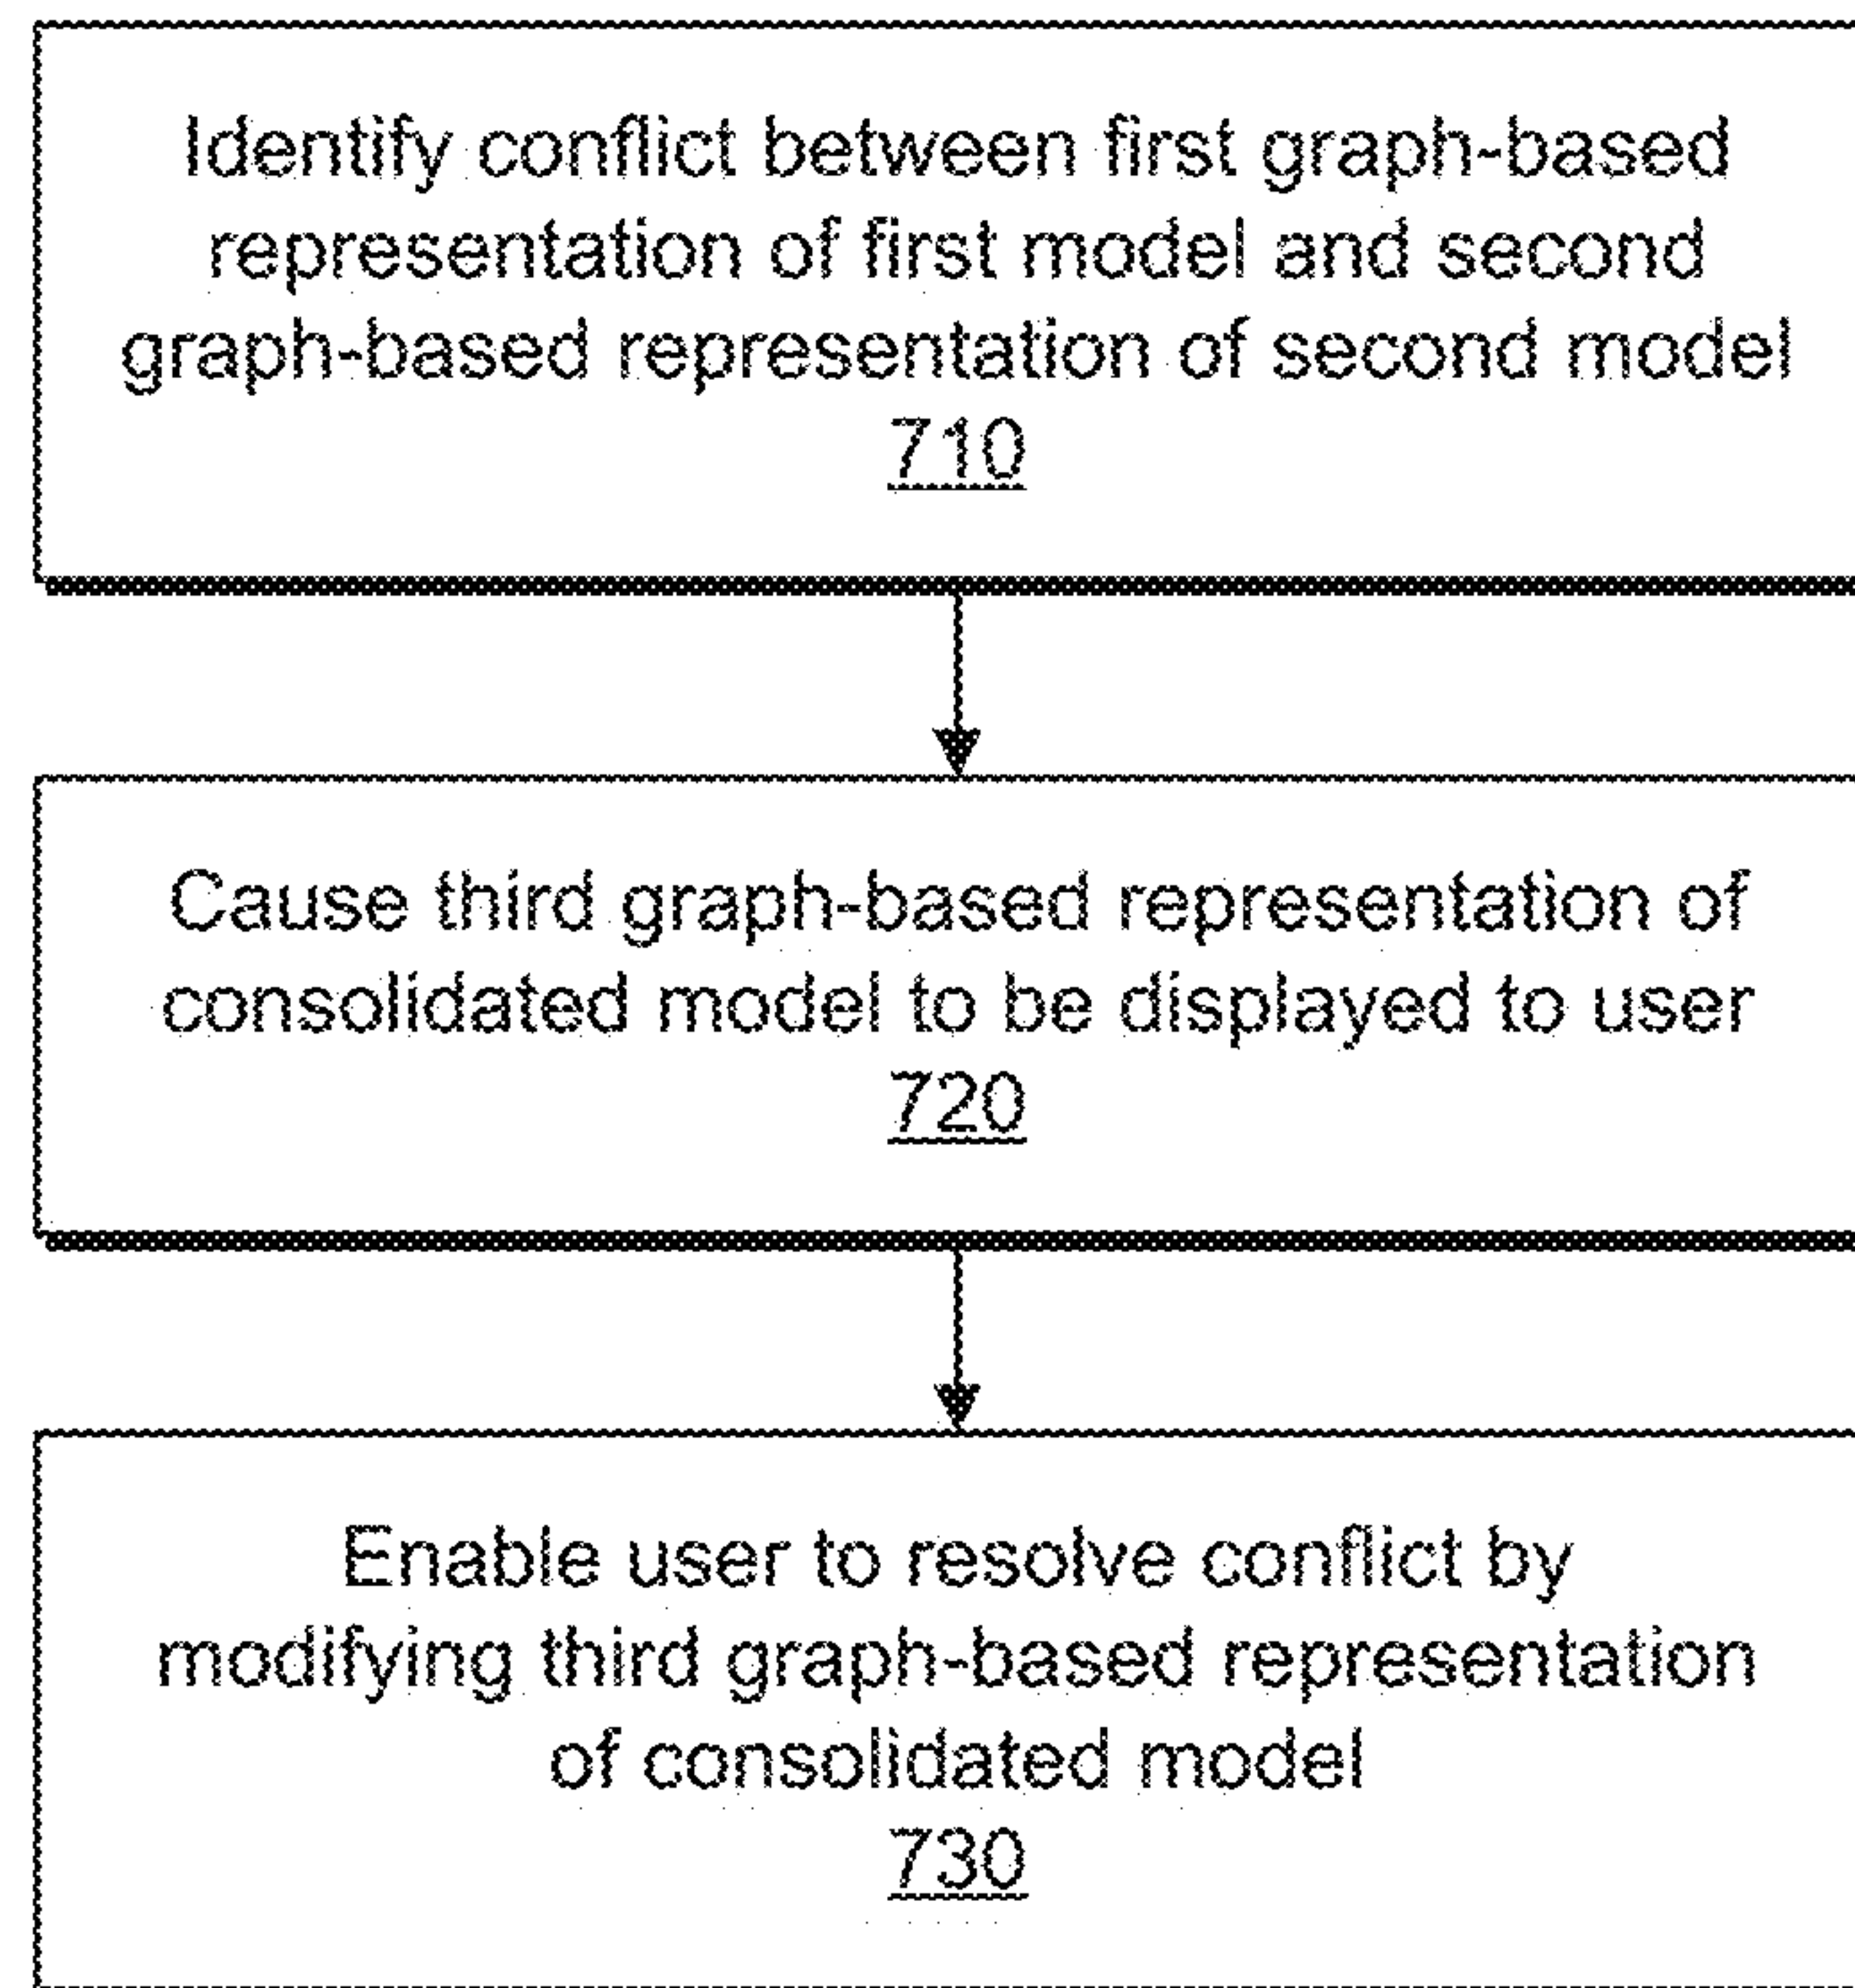 Identify conflict between first graph-based
representation of first model and second
graph-based representation of second model
710
Cause third graph-based representation of
consolidated model to be displayed to user
720
Enable user to resolve conflict by
modifying third graph-based representation
of consolidated model
730